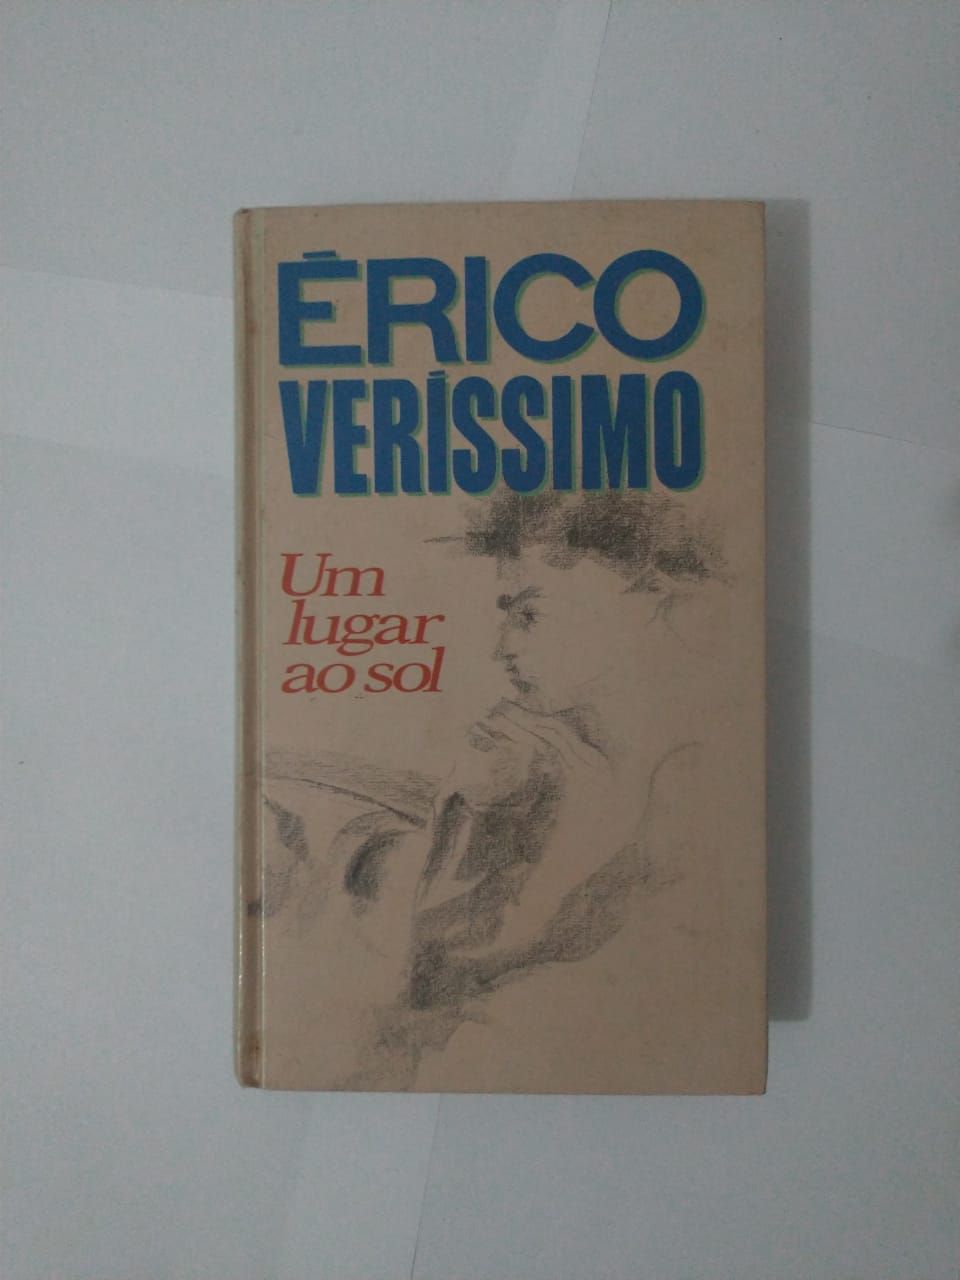 ÉRICO
VERÍSSIMO
Um
lugar
ao sol